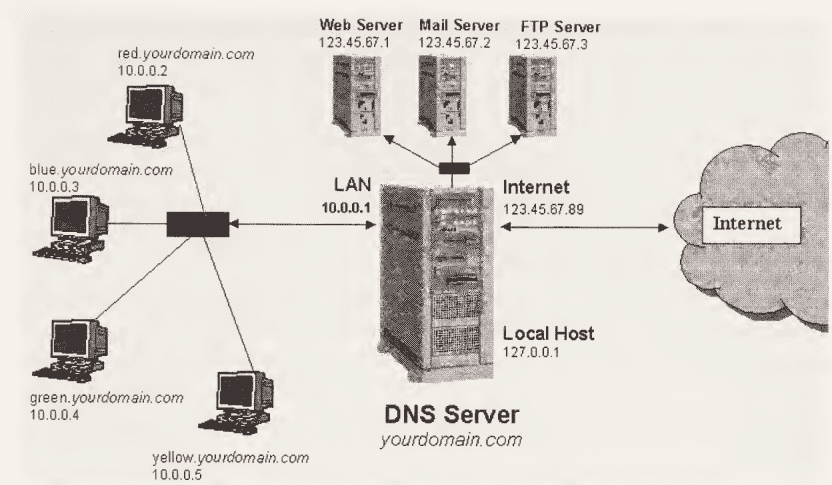 Web Server
123.45.67.1
Mail Server
123.45.67.2
FTP Server
123.45.67.3
red.yourdomain.com
10.0.0.2
blue.yourdomain.com
10.0.0.3
LAN
10.0.0.1
Internet
123.45.67.89
Internet
Local Host
127.0.0.1
green.yourdomain.com
10.0.0.4
DNS Server
yourdomain.com
yellow.yourdomain.com
10.0.0.5